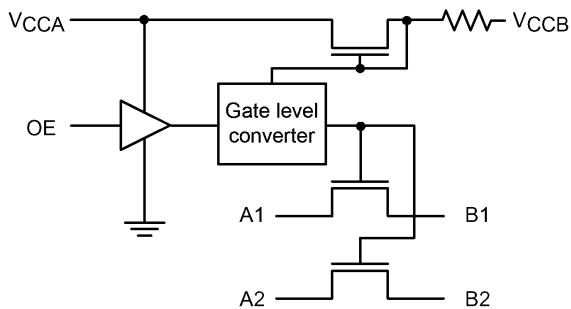 VCCA
VCCB
OE
Gate level
converter
A1
B1
A2
B2